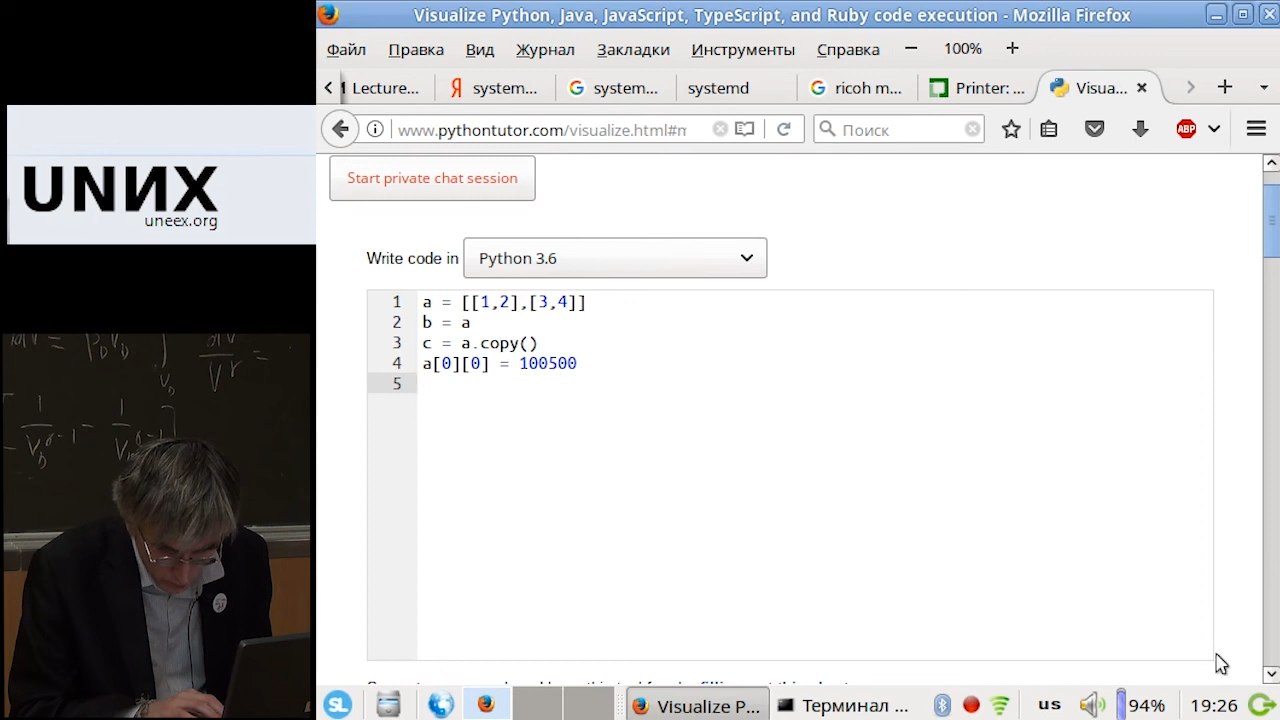 Visualize Python, Java, JavaScript, TypeScript, and Ruby code execution - Mozilla Firefox
Файл Правка Вид Журнал Закладки Инструменты Справка — 100% +
Lecture... system... system... systemd ricoh m... Printer: ... Visua...
www.pythontutor.com/visualize.html#m Поиск ABP
Start private chat session
UNИX
uneex.org
Write code in Python 3.6
1 a = [[1,2],[3,4]]
2 b = a
3 c = a.copy()
4 a[0][0] = 100500
5
SL Visualize P... Терминал ... us 94% 19:26